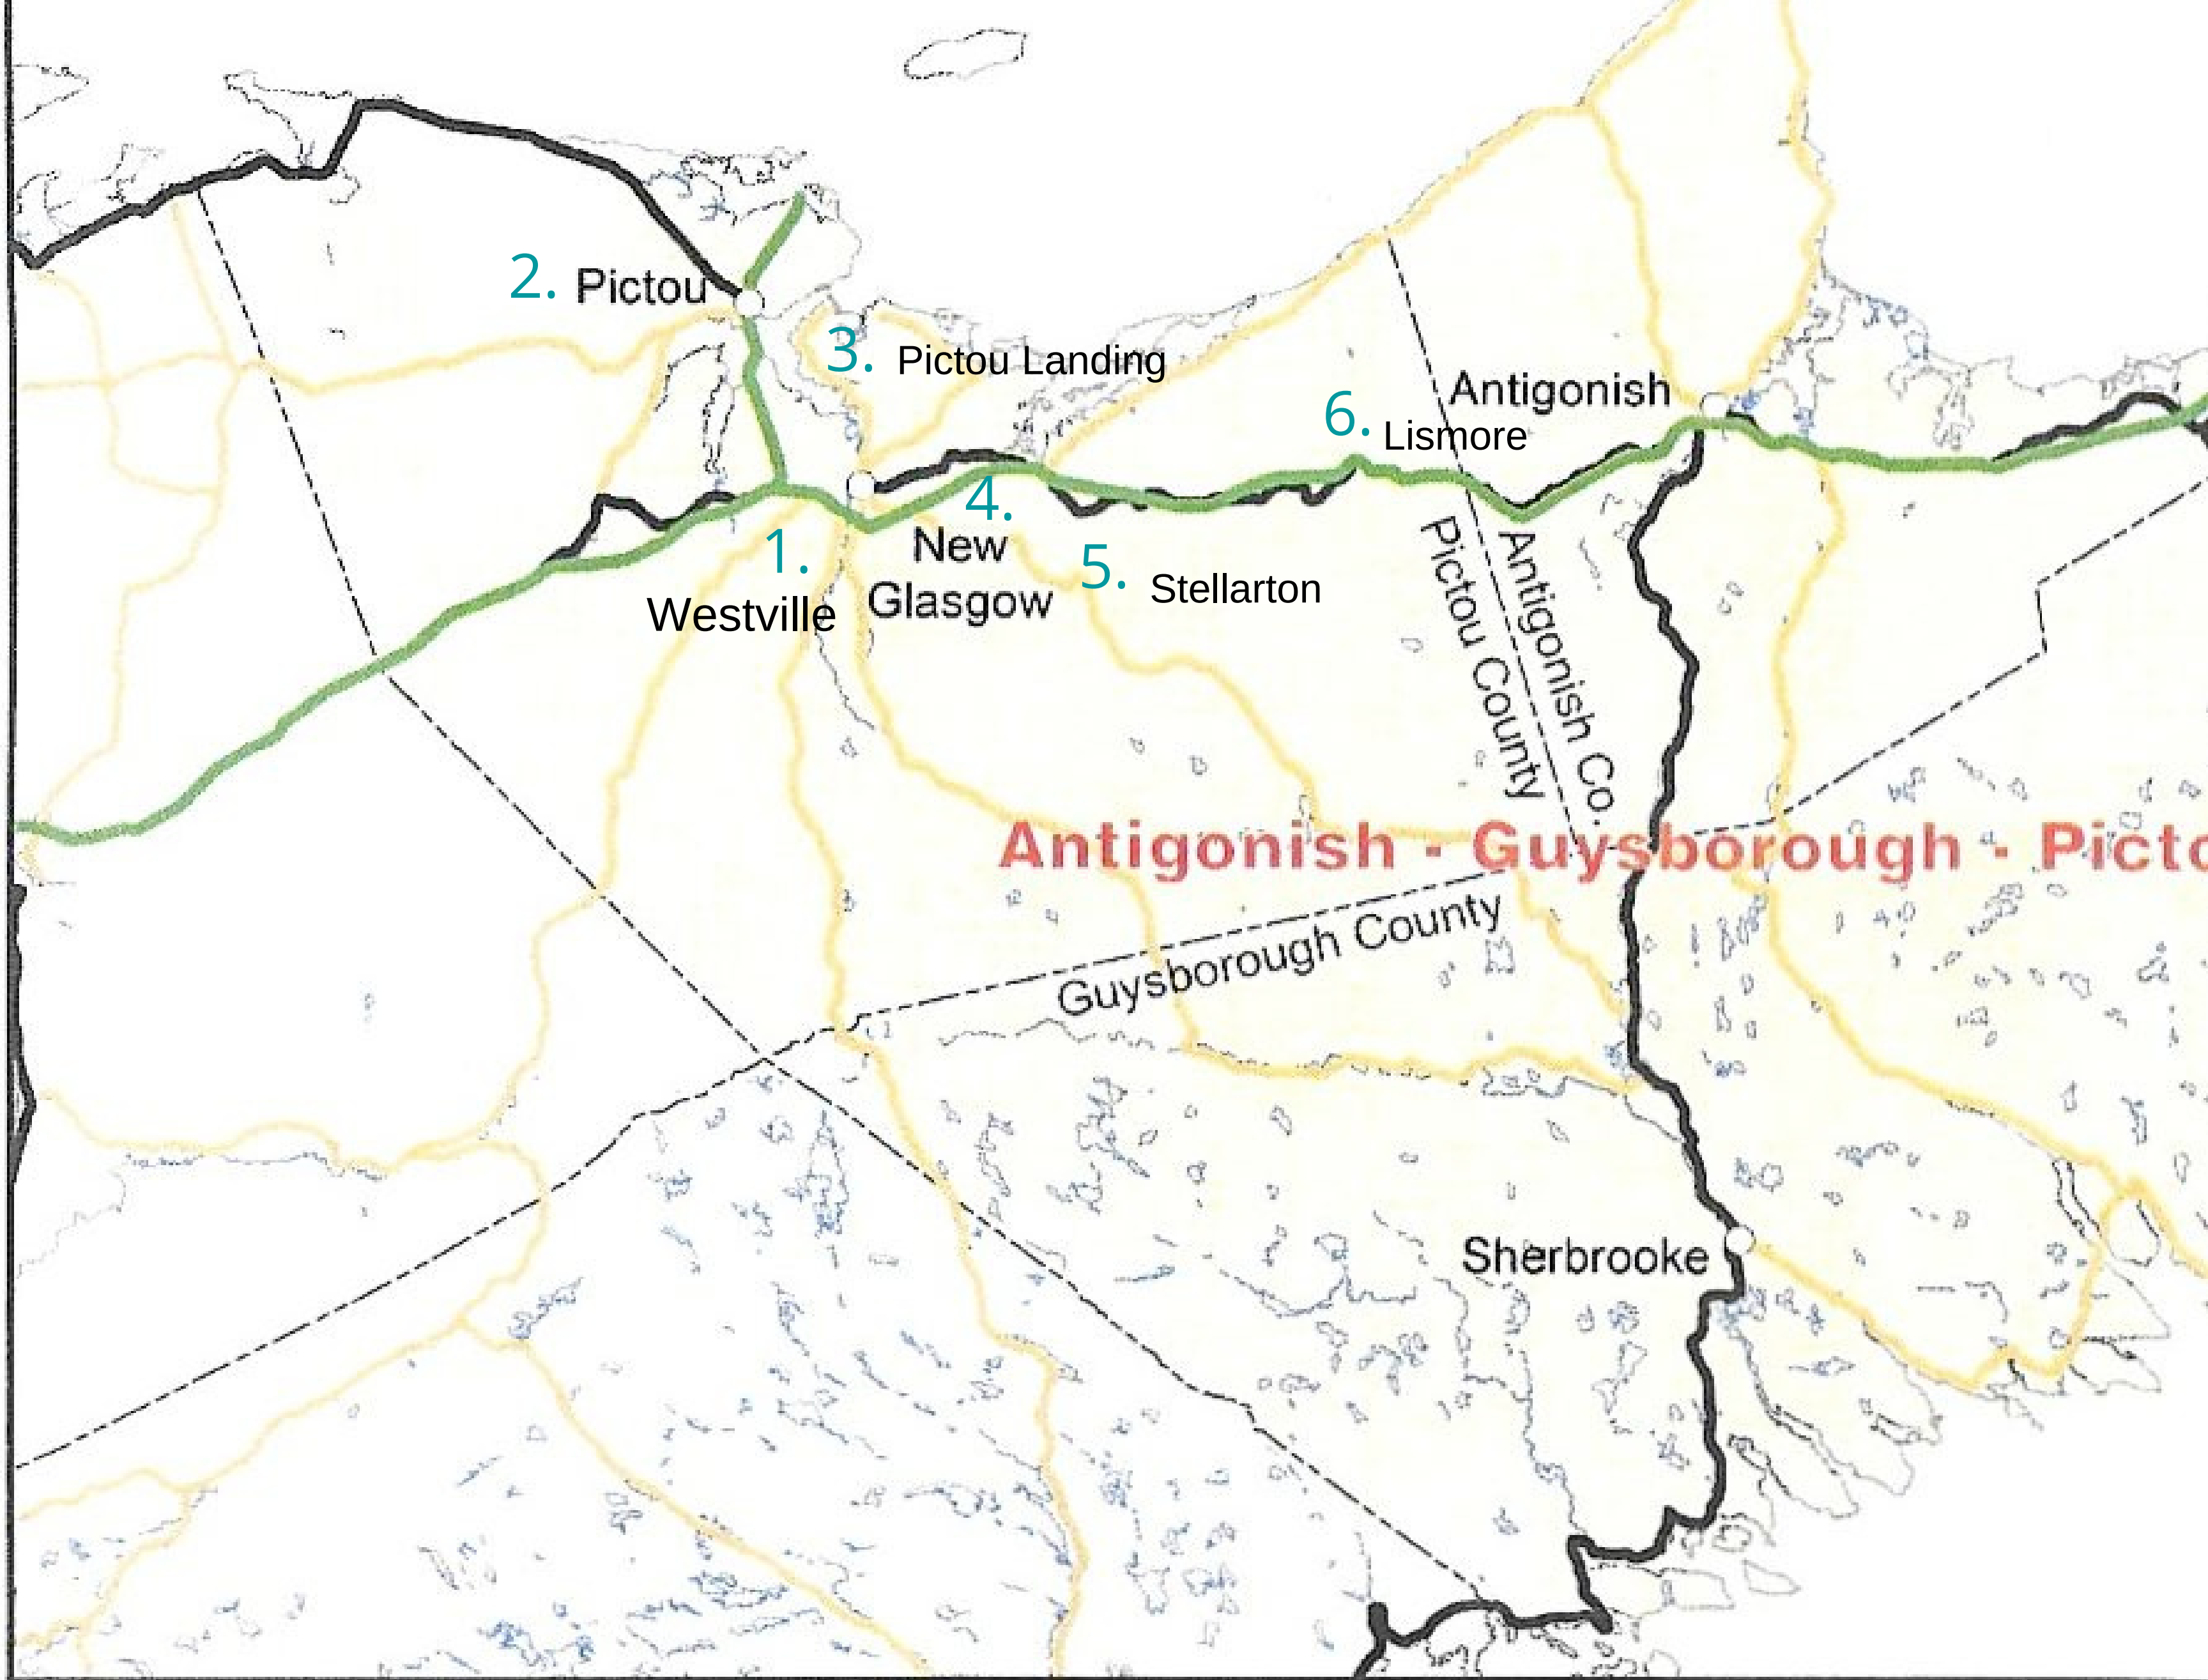 2. Pictou
3. Pictou Landing
Antigonish
6. Lismore
4.
New
Glasgow
1.
Westville
5. Stellarton
Pictou County
Antigonish Co.
Antigonish - Guysborough - Picto
Guysborough County
Sherbrooke